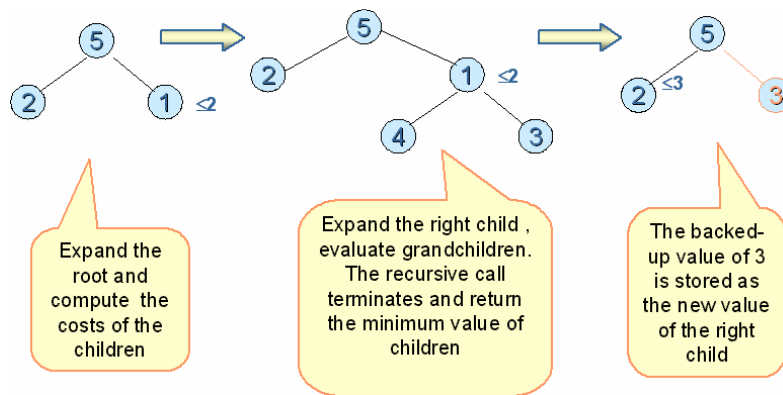 5
2
1
≤2
5
2
1
≤2
4
3
5
2
≤3
3
Expand the
root and
compute the
costs of the
children
Expand the right child ,
evaluate grandchildren.
The recursive call
terminates and return
the minimum value of
children
The backed-
up value of 3
is stored as
the new value
of the right
child